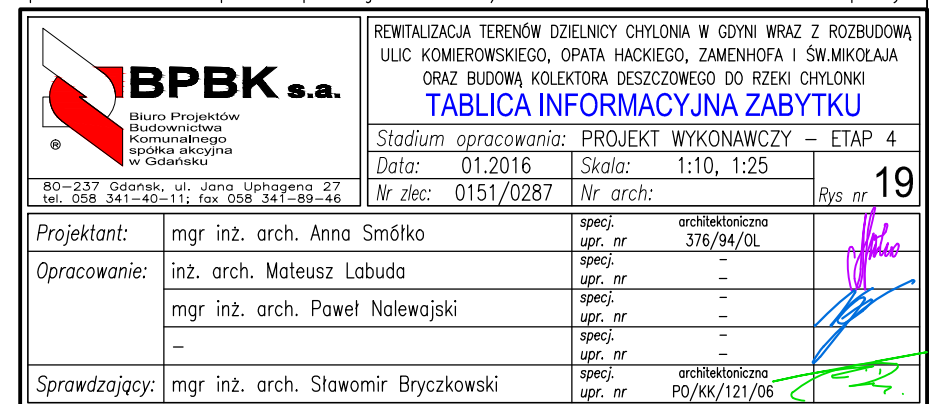 BPBK s.a.
Biuro Projektów
Budownictwa
Komunalnego
spółka akcyjna
w Gdańsku
®
80-237 Gdańsk, ul. Jana Uphagena 27
tel. 058 341-40-11; fax 058 341-89-46
REWITALIZACJA TERENÓW DZIELNICY CHYLONIA W GDYNI WRAZ Z ROZBUDOWĄ
ULIC KOMIEROWSKIEGO, OPATA HACKIEGO, ZAMENHOFA I ŚW.MIKOŁAJA
ORAZ BUDOWĄ KOLEKTORA DESZCZOWEGO DO RZEKI CHYLONKI
TABLICA INFORMACYJNA ZABYTKU
Stadium opracowania: PROJEKT WYKONAWCZY – ETAP 4
Data: 01.2016 Skala: 1:10, 1:25
Nr zlec: 0151/0287 Nr arch: Rys nr 19
Projektant: mgr inż. arch. Anna Smółko specj. architektoniczna
upr. nr 376/94/OL
Opracowanie: inż. arch. Mateusz Labuda specj. –
upr. nr –
mgr inż. arch. Paweł Nalewajski specj. –
upr. nr –
– specj. –
upr. nr –
Sprawdzający: mgr inż. arch. Sławomir Bryczkowski specj. architektoniczna
upr. nr PO/KK/121/06